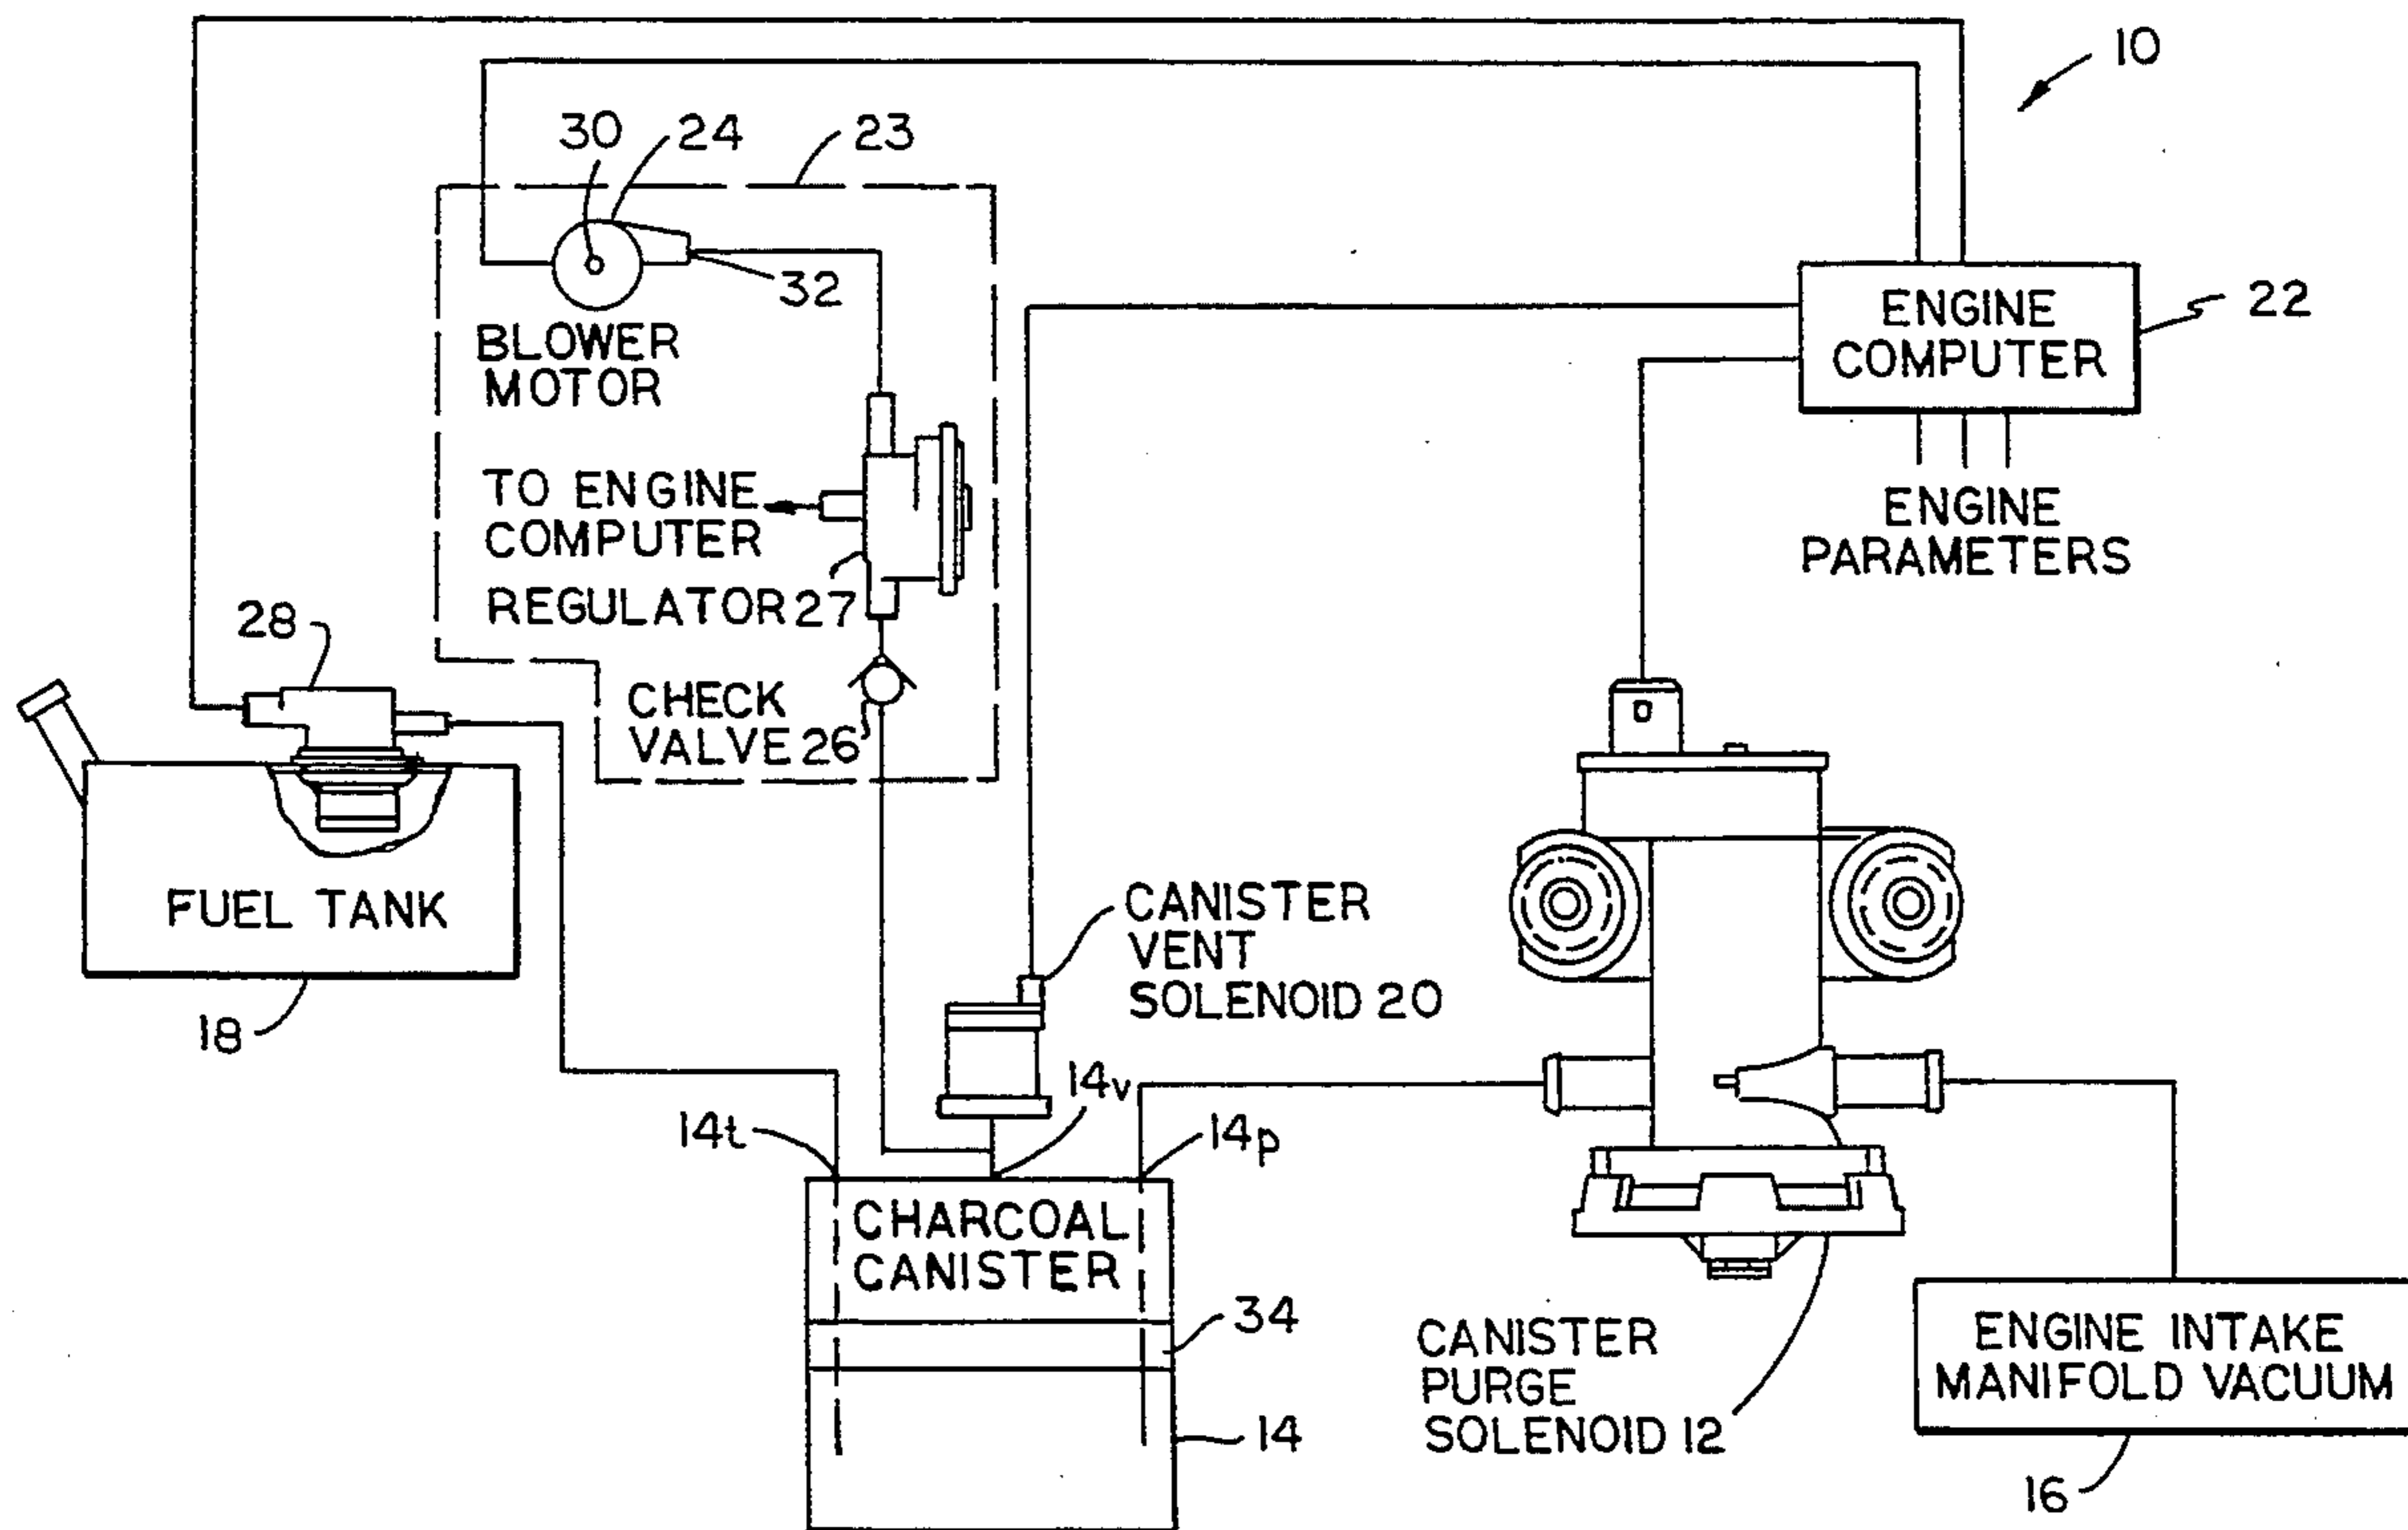 10
30
24
23
32
BLOWER
MOTOR
ENGINE
COMPUTER
22
TO ENGINE
COMPUTER
ENGINE
PARAMETERS
REGULATOR 27
28
CHECK
VALVE 26
FUEL TANK
18
CANISTER
VENT
SOLENOID 20
14t
14v
14p
CHARCOAL
CANISTER
34
14
CANISTER
PURGE
SOLENOID 12
ENGINE INTAKE
MANIFOLD VACUUM
16